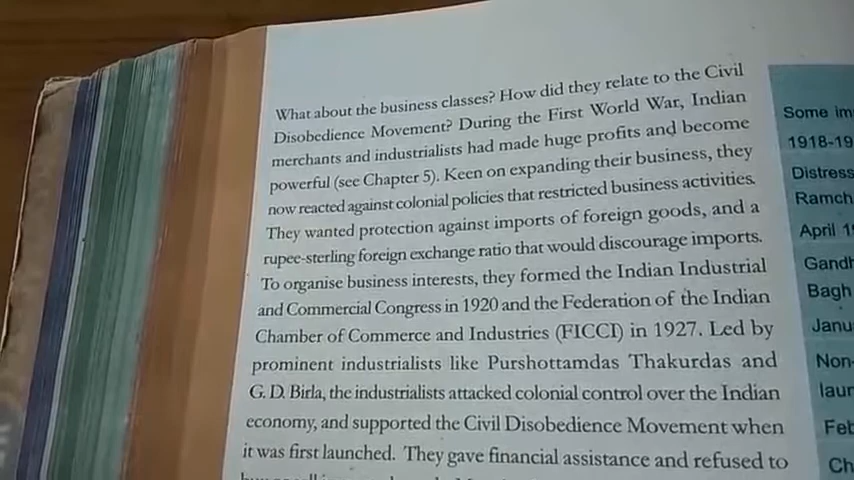 What about the business classes? How did they relate to the Civil
Disobedience Movement? During the First World War, Indian
merchants and industrialists had made huge profits and become
powerful (see Chapter 5). Keen on expanding their business, they
now reacted against colonial policies that restricted business activities.
They wanted protection against imports of foreign goods, and a
rupee-sterling foreign exchange ratio that would discourage imports.
To organise business interests, they formed the Indian Industrial
and Commercial Congress in 1920 and the Federation of the Indian
Chamber of Commerce and Industries (FICCI) in 1927. Led by
prominent industrialists like Purshottamdas Thakurdas and
G.D. Birla, the industrialists attacked colonial control over the Indian
economy, and supported the Civil Disobedience Movement when
it was first launched. They gave financial assistance and refused to
Some im
1918-19
Distress
Ramch
April 1
Gandh
Bagh
Janu
Non-
laun
Feb
Ch